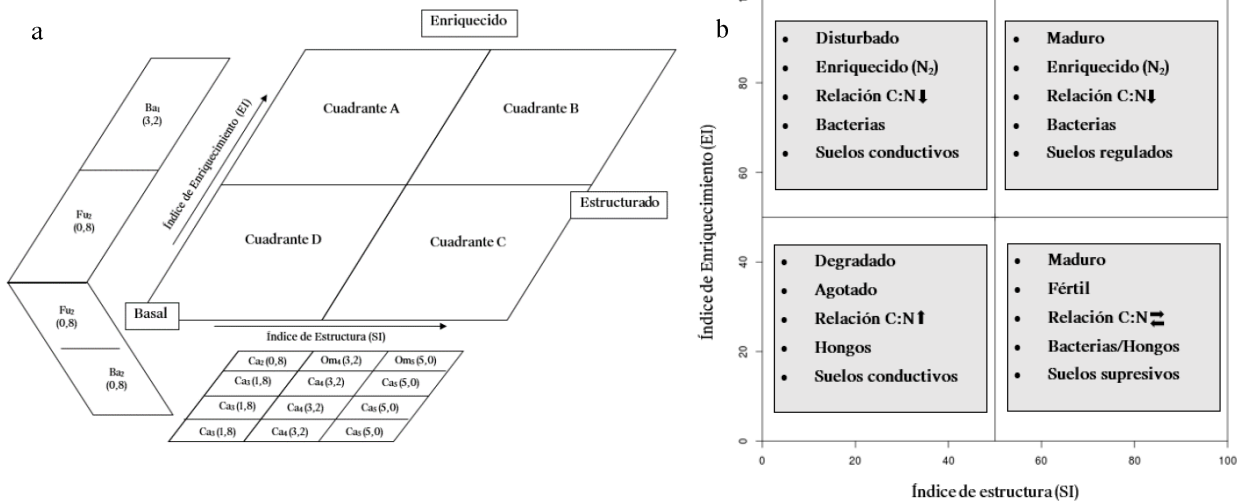 a
Enriquecido
Cuadrante A
Cuadrante B
Estructurado
Cuadrante D
Cuadrante C
Basal
Índice de Enriquecimiento (EI)
Índice de Estructura (SI)
Ba₁
(3,2)
Fu₂
(0,8)
Fu₂
(0,8)
Ba₂
(0,8)
Ca₂ (0,8) Om₄ (3,2) Om₅ (5,0)
Ca₃ (1,8) Ca₄ (3,2) Ca₅ (5,0)
Ca₃ (1,8) Ca₄ (3,2) Ca₅ (5,0)
Ca₃ (1,8) Ca₄ (3,2) Ca₅ (5,0)
b
Índice de Enriquecimiento (EI)
80
60
40
20
0
• Disturbado
• Enriquecido (N₂)
• Relación C:N⬇
• Bacterias
• Suelos conductivos
• Maduro
• Enriquecido (N₂)
• Relación C:N⬇
• Bacterias
• Suelos regulados
• Degradado
• Agotado
• Relación C:N⬆
• Hongos
• Suelos conductivos
• Maduro
• Fértil
• Relación C:N⇄
• Bacterias/Hongos
• Suelos supresivos
0 20 40 60 80 100
Índice de estructura (SI)